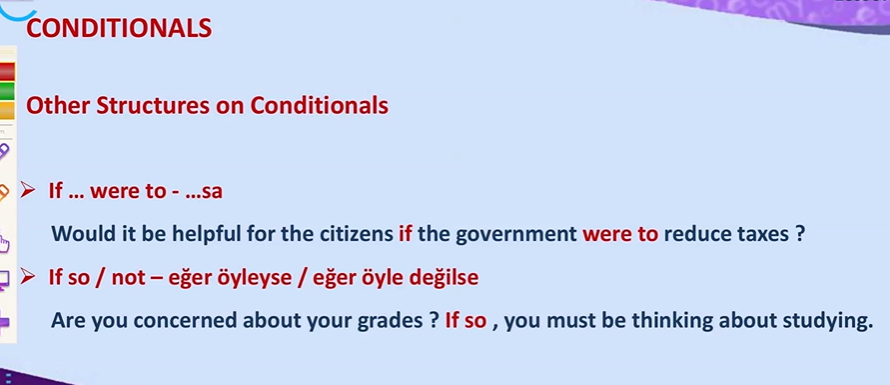 CONDITIONALS
Other Structures on Conditionals
➢ If ... were to - ...sa
Would it be helpful for the citizens if the government were to reduce taxes ?
➢ If so / not – eğer öyleyse / eğer öyle değilse
Are you concerned about your grades ? If so , you must be thinking about studying.